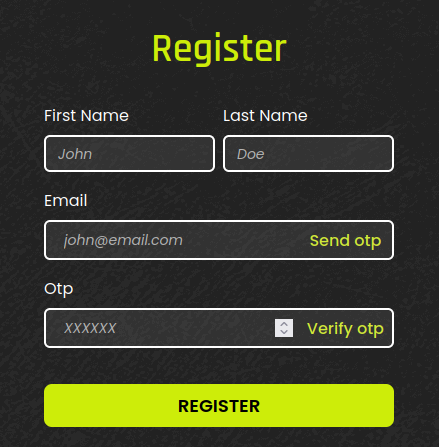 Register
First Name Last Name
John Doe
Email
john@email.com Send otp
Otp
XXXXXX Verify otp
REGISTER